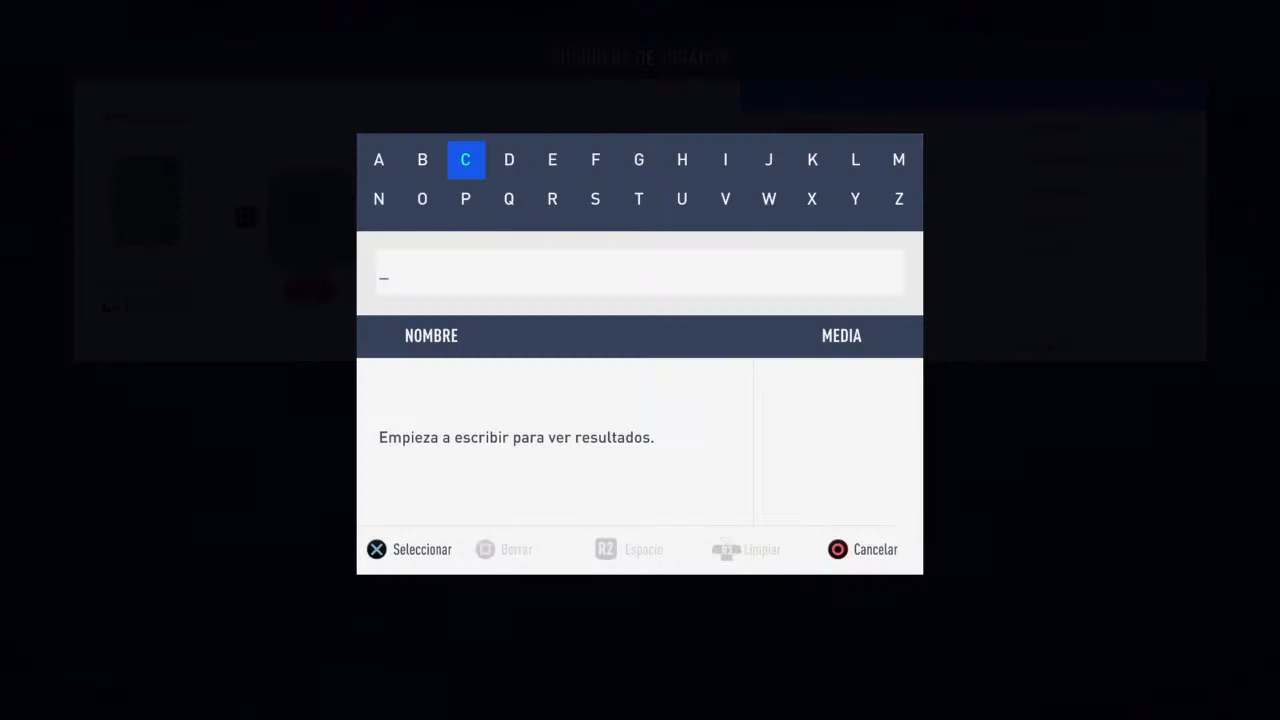 A B C D E F G H I J K L M
N O P Q R S T U V W X Y Z
_
NOMBRE MEDIA
Empieza a escribir para ver resultados.
Seleccionar Borrar R2 Espacio Limpiar Cancelar